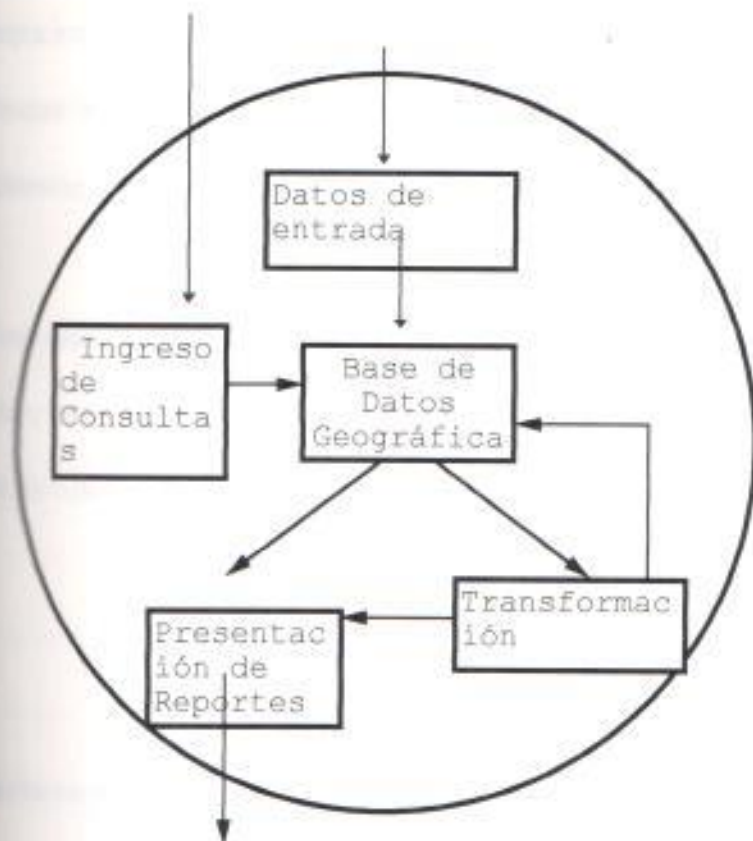 Datos de
entrada
Ingreso
de
Consulta
s
Base de
Datos
Geográfica
Transformac
ión
Presentac
ión de
Reportes